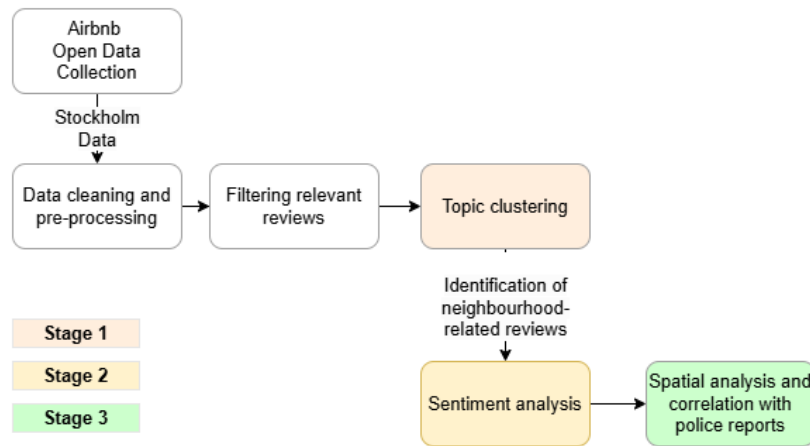 Airbnb
Open Data
Collection
Stockholm
Data
Data cleaning and
pre-processing
Filtering relevant
reviews
Topic clustering
Identification of
neighbourhood-
related reviews
Stage 1
Stage 2
Stage 3
Sentiment analysis
Spatial analysis and
correlation with
police reports